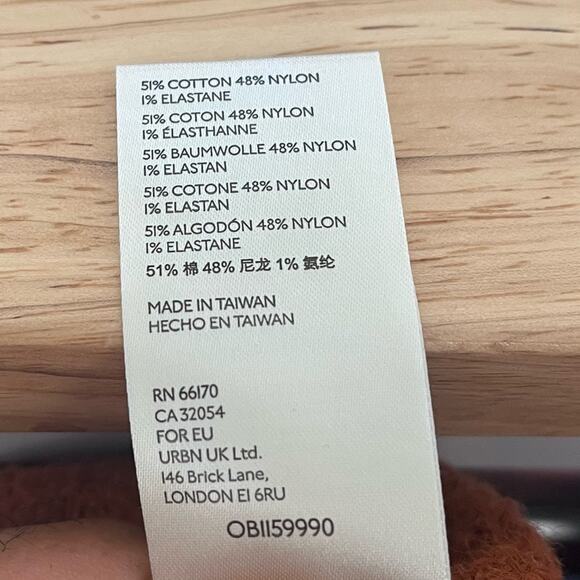 51% COTTON 48% NYLON
1% ELASTANE
51% COTON 48% NYLON
1% ÉLASTHANNE
51% BAUMWOLLE 48% NYLON
1% ELASTAN
51% COTONE 48% NYLON
1% ELASTAN
51% ALGODÓN 48% NYLON
1% ELASTANE
51% 棉 48% 尼龙 1% 氨纶
MADE IN TAIWAN
HECHO EN TAIWAN
RN 66170
CA 32054
FOR EU
URBN UK Ltd.
146 Brick Lane,
LONDON E1 6RU
OB1159990